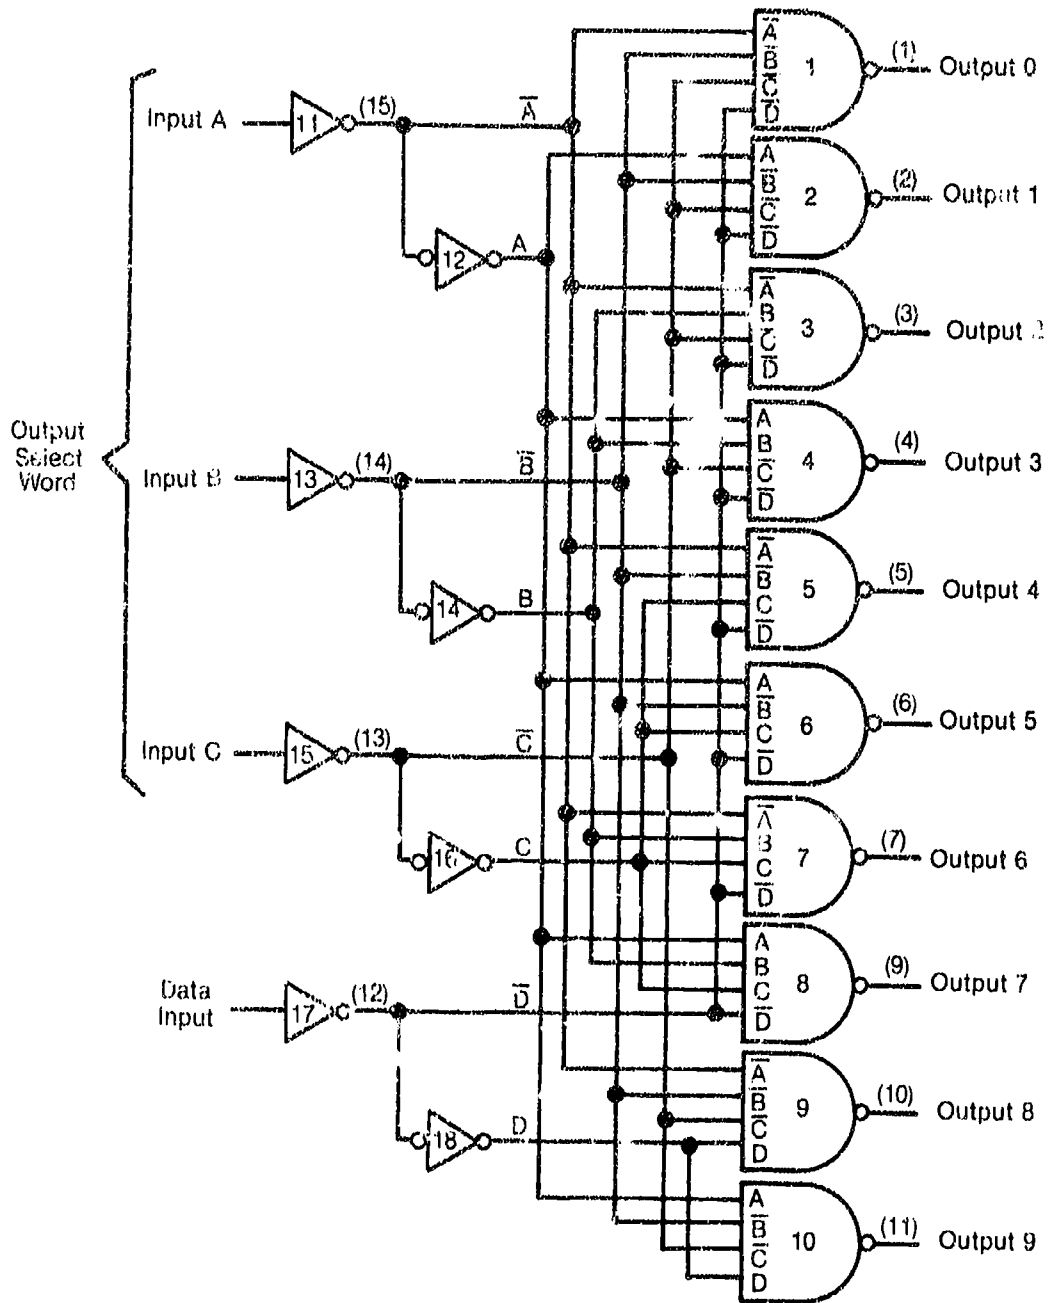 A̅
B̅
C̅
D̅
1
(1)
Output 0
Input A
11
(15)
A̅
A
B̅
C̅
D̅
2
(2)
Output 1
12
A
A̅
B
C̅
D̅
3
(3)
Output
Output
Select
Word
A
B
C̅
D̅
4
(4)
Output 3
Input B
13
(14)
B̅
A̅
B̅
C
D̅
5
(5)
Output 4
14
B
A
B̅
C
D̅
6
(6)
Output 5
Input C
15
(13)
C̅
A̅
B
C
D̅
7
(7)
Output 6
16
C
A
B
C
D̅
8
(9)
Output 7
Data
Input
17
(12)
D̅
A̅
B̅
C̅
D
9
(10)
Output 8
18
D
A
B̅
C̅
D
10
(11)
Output 9